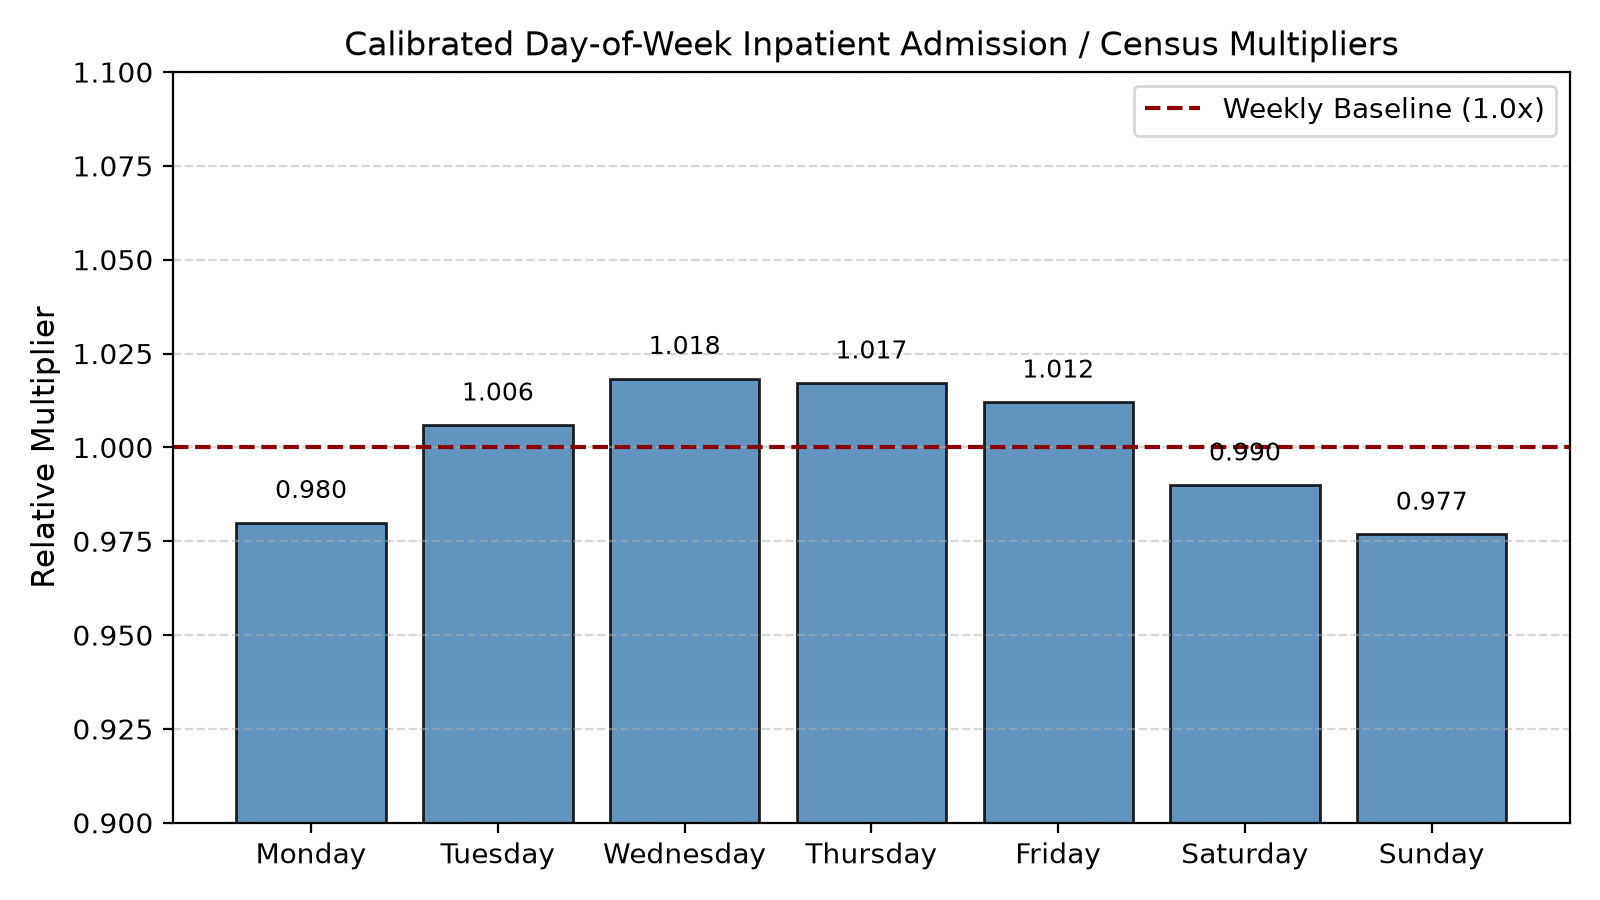 Calibrated Day-of-Week Inpatient Admission / Census Multipliers
Weekly Baseline (1.0x)
Relative Multiplier
1.100
1.075
1.050
1.025
1.000
0.975
0.950
0.925
0.900
0.980
1.006
1.018
1.017
1.012
0.990
0.977
Monday
Tuesday
Wednesday
Thursday
Friday
Saturday
Sunday